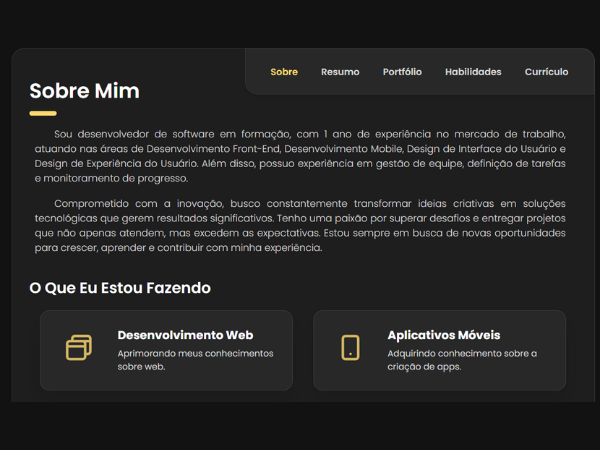 Sobre Resumo Portfólio Habilidades Currículo
Sobre Mim
Sou desenvolvedor de software em formação, com 1 ano de experiência no mercado de trabalho,
atuando nas áreas de Desenvolvimento Front-End, Desenvolvimento Mobile, Design de Interface do Usuário e
Design de Experiência do Usuário. Além disso, possuo experiência em gestão de equipe, definição de tarefas
e monitoramento de progresso.
Comprometido com a inovação, busco constantemente transformar ideias criativas em soluções
tecnológicas que gerem resultados significativos. Tenho uma paixão por superar desafios e entregar projetos
que não apenas atendem, mas excedem as expectativas. Estou sempre em busca de novas oportunidades
para crescer, aprender e contribuir com minha experiência.
O Que Eu Estou Fazendo
Desenvolvimento Web
Aprimorando meus conhecimentos
sobre web.
Aplicativos Móveis
Adquirindo conhecimento sobre a
criação de apps.